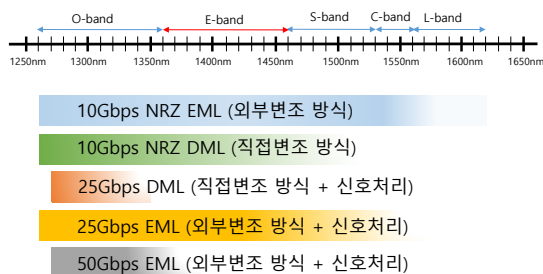 O-band E-band S-band C-band L-band
1250nm 1300nm 1350nm 1400nm 1450nm 1500nm 1550nm 1600nm 1650nm
10Gbps NRZ EML (외부변조 방식)
10Gbps NRZ DML (직접변조 방식)
25Gbps DML (직접변조 방식 + 신호처리)
25Gbps EML (외부변조 방식 + 신호처리)
50Gbps EML (외부변조 방식 + 신호처리)